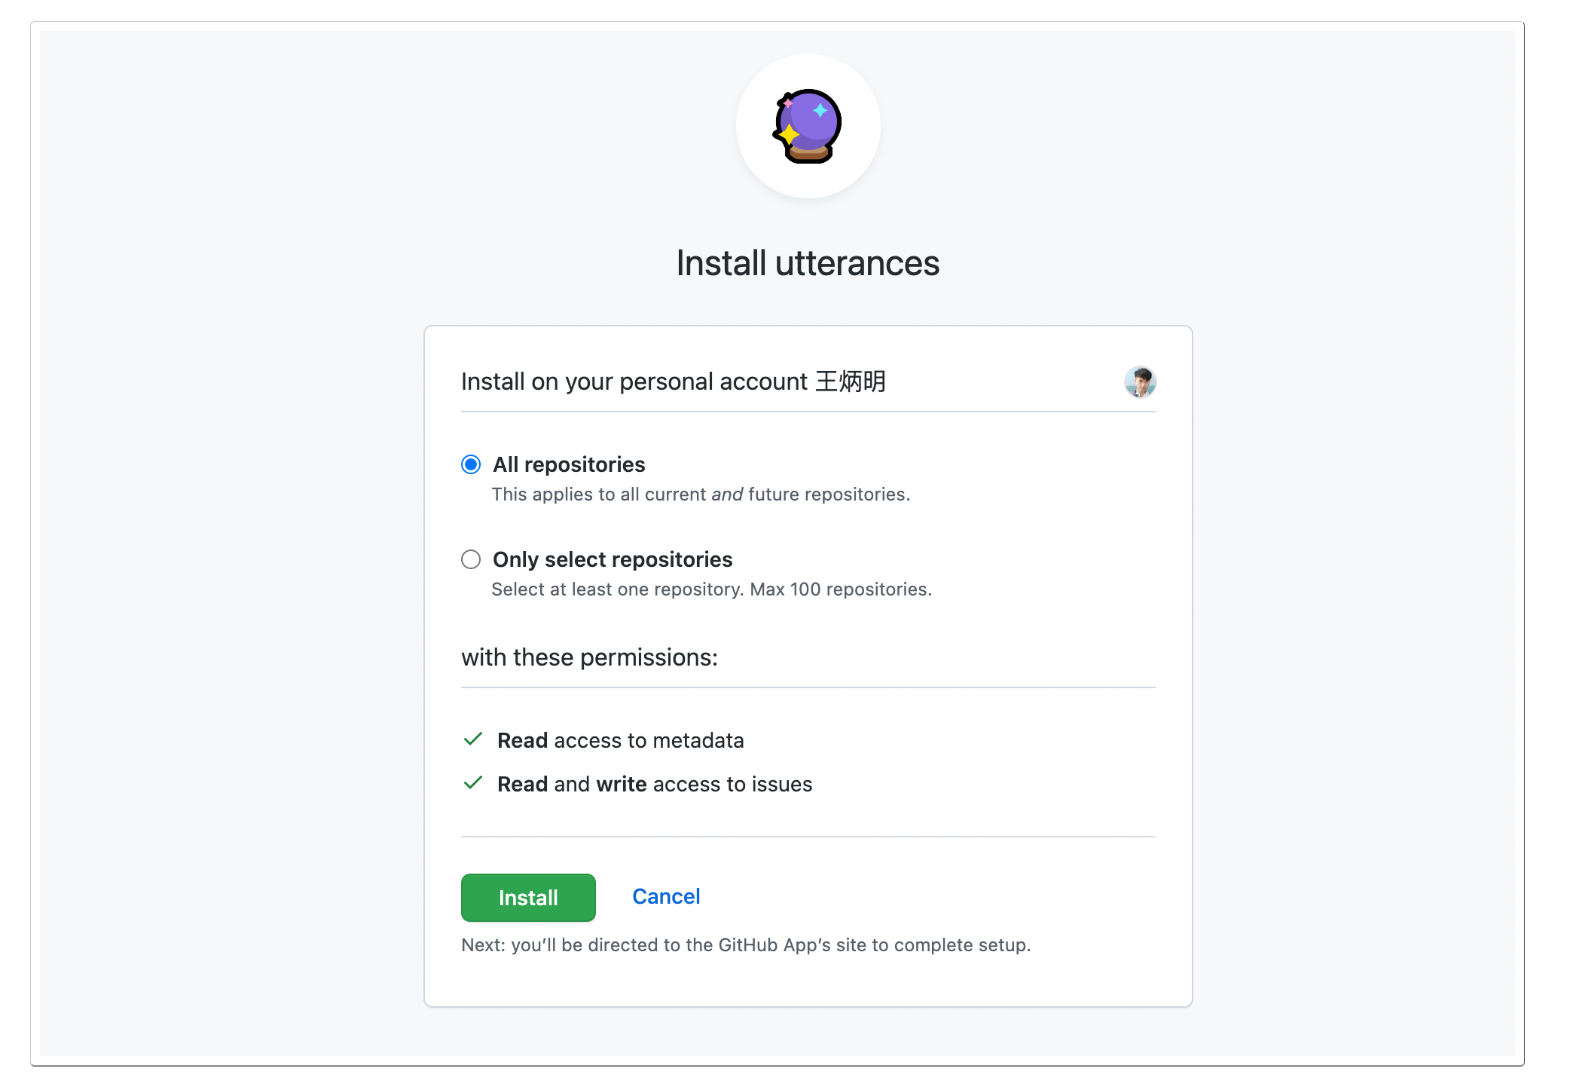 Install utterances
Install on your personal account 王炳明
All repositories
This applies to all current and future repositories.
Only select repositories
Select at least one repository. Max 100 repositories.
with these permissions:
Read access to metadata
Read and write access to issues
Install Cancel
Next: you’ll be directed to the GitHub App’s site to complete setup.